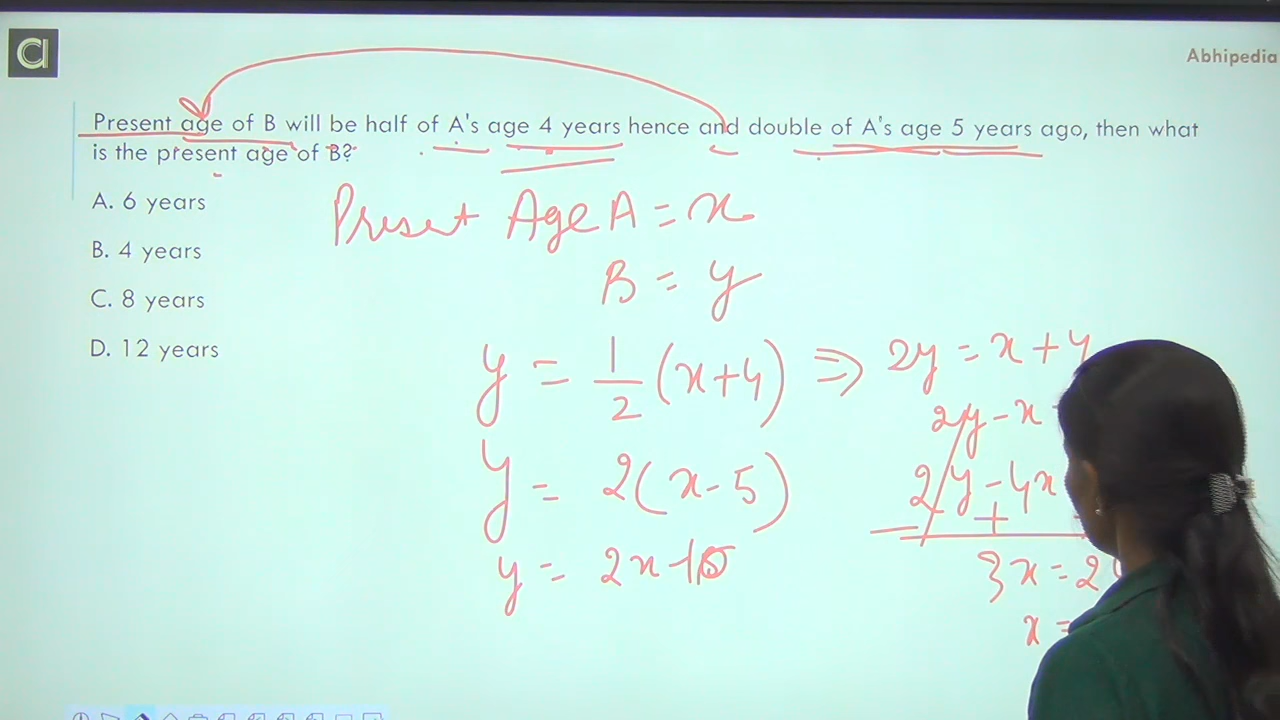 Abhipedia
Present age of B will be half of A's age 4 years hence and double of A's age 5 years ago, then what
is the present age of B?
A. 6 years
B. 4 years
C. 8 years
D. 12 years
Present Age A = x
B = y
y = 1/2 (x+4) ⇒ 2y = x + 4
2y - x
y = 2(x-5)
2y - 4x
- +
y = 2x-10
3x = 2
x =